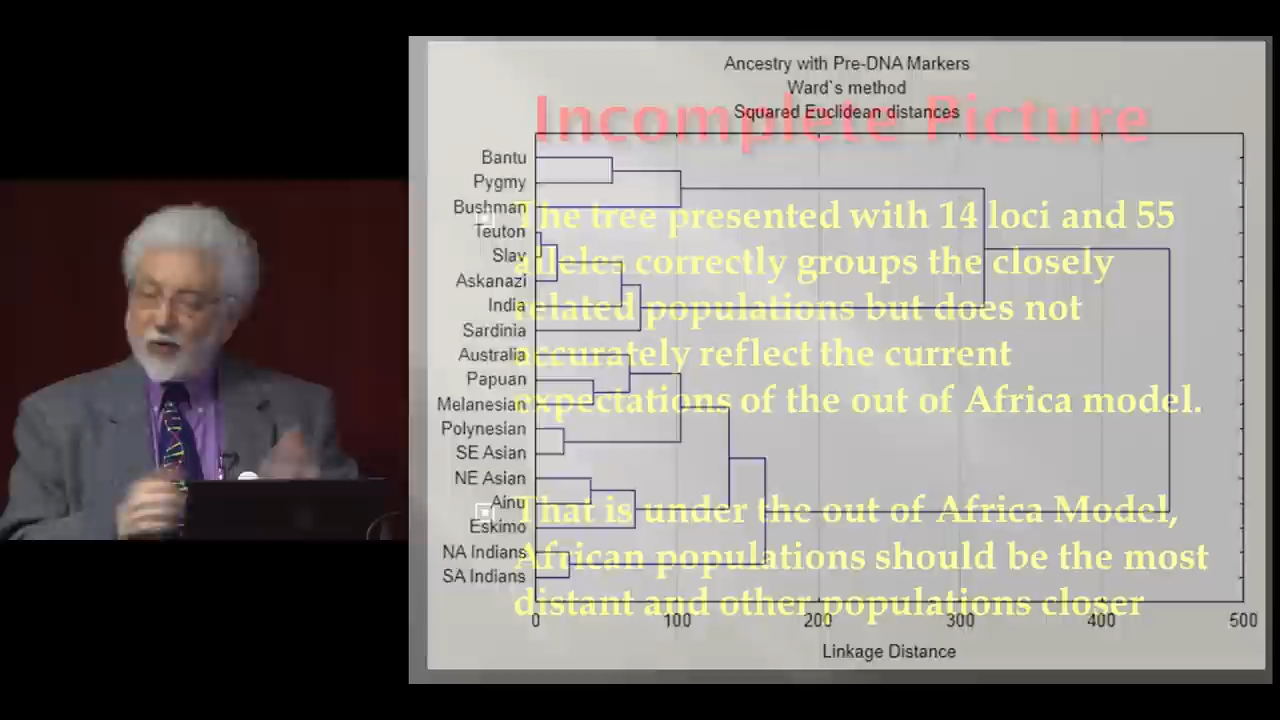 Ancestry with Pre-DNA Markers
Ward`s method
Squared Euclidean distances
Incomplete Picture
Bantu
Pygmy
Bushman
Teuton
Slav
Askanazi
India
Sardinia
Australia
Papuan
Melanesian
Polynesian
SE Asian
NE Asian
Ainu
Eskimo
NA Indians
SA Indians
The tree presented with 14 loci and 55
alleles correctly groups the closely
related populations but does not
accurately reflect the current
expectations of the out of Africa model.
That is under the out of Africa Model,
African populations should be the most
distant and other populations closer
0 100 200 300 400 500
Linkage Distance